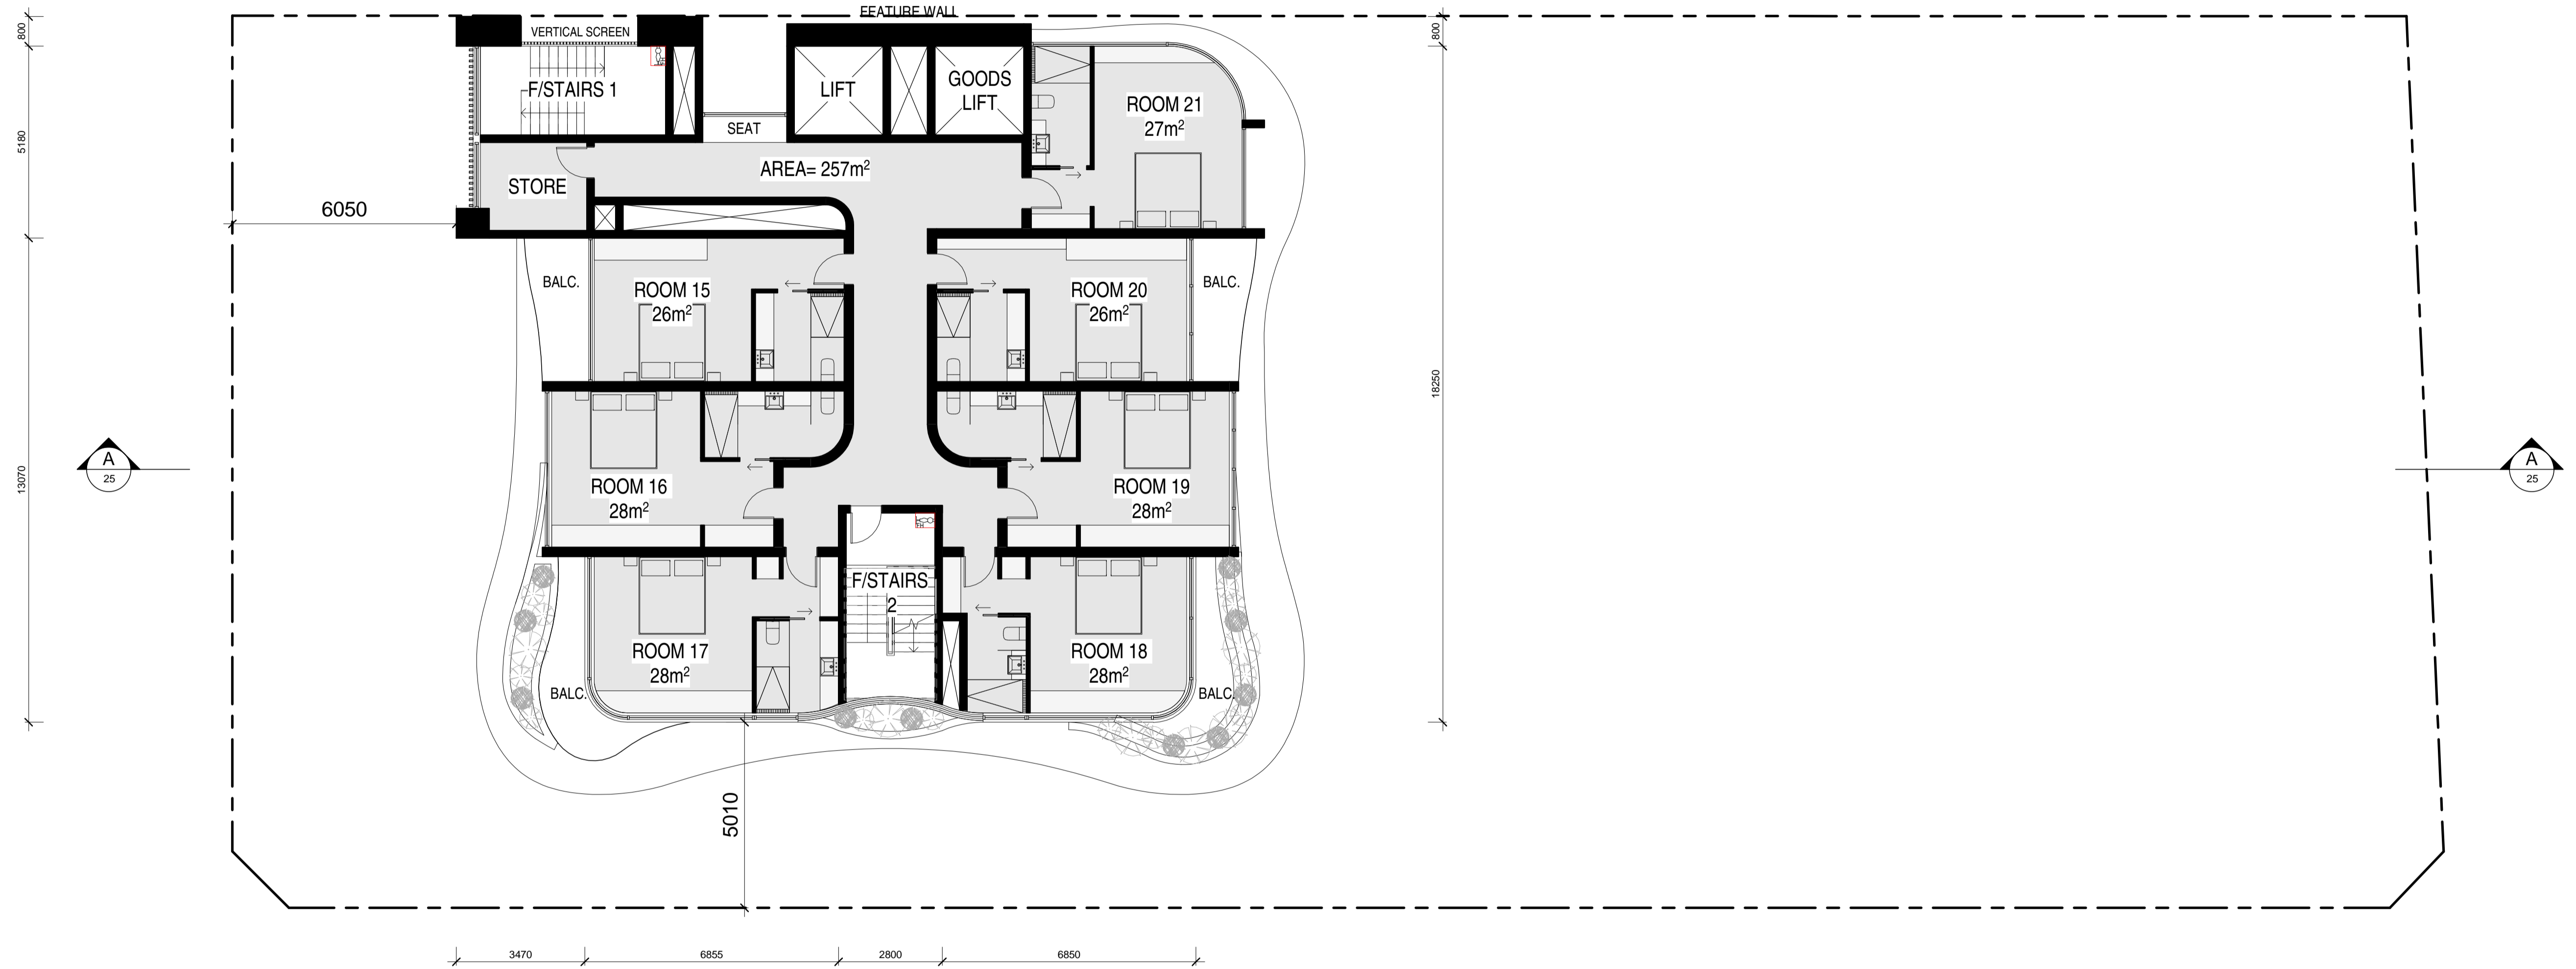 FEATURE WALL
VERTICAL SCREEN
800
800
F/STAIRS 1
LIFT
GOODS
LIFT
ROOM 21
27m²
SEAT
5180
AREA= 257m²
STORE
6050
BALC.
ROOM 15
26m²
ROOM 20
26m²
BALC.
18250
A
25
13070
ROOM 16
28m²
ROOM 19
28m²
A
25
F/STAIRS
2
ROOM 17
28m²
ROOM 18
28m²
BALC.
BALC.
5010
3470
6855
2800
6850